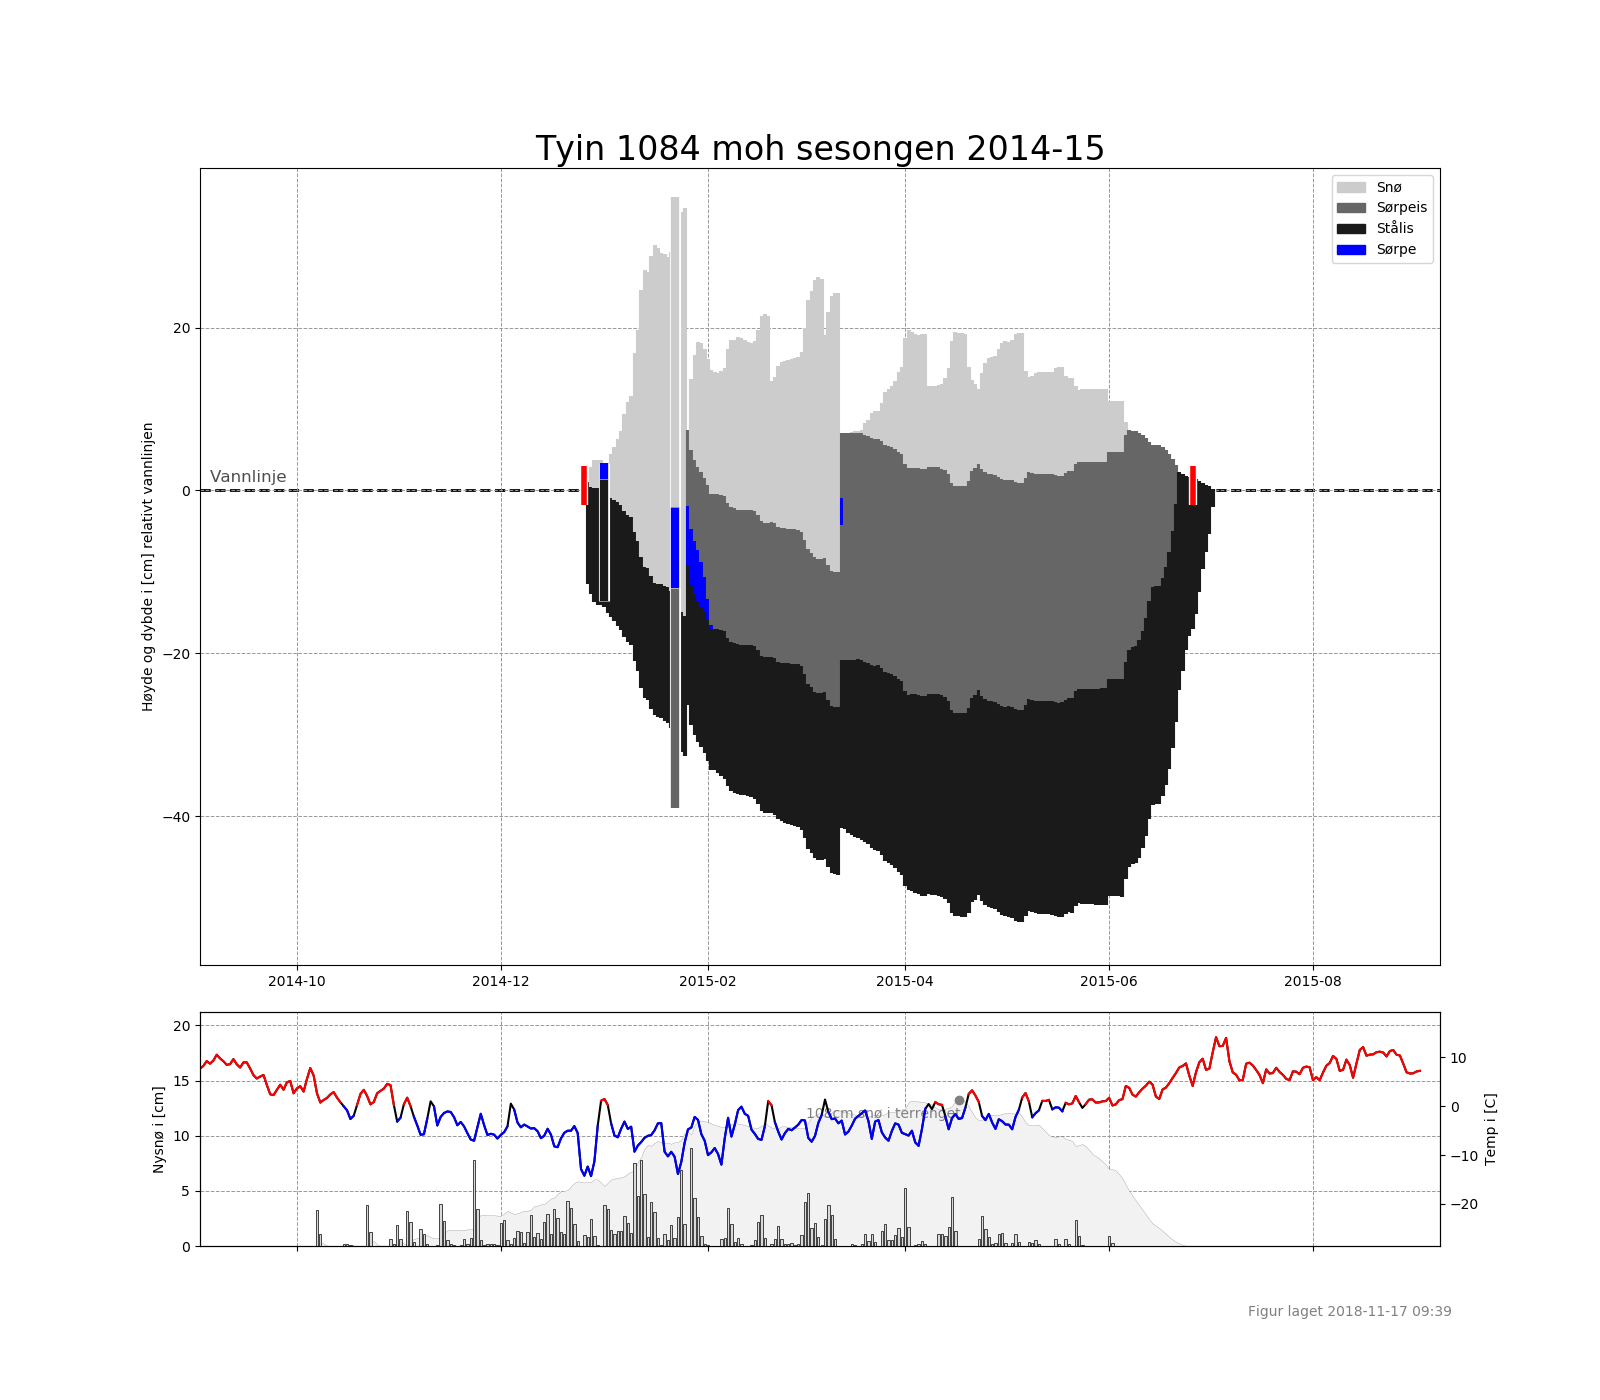 Tyin 1084 moh sesongen 2014-15
Snø
Sørpeis
Stålis
Sørpe
Høyde og dybde i [cm] relativt vannlinjen
20
0
−20
−40
Vannlinje
2014-10 2014-12 2015-02 2015-04 2015-06 2015-08
Nysnø i [cm]
20
15
10
5
0
108cm snø i terrenget
10
0
−10
−20
Temp i [C]
Figur laget 2018-11-17 09:39